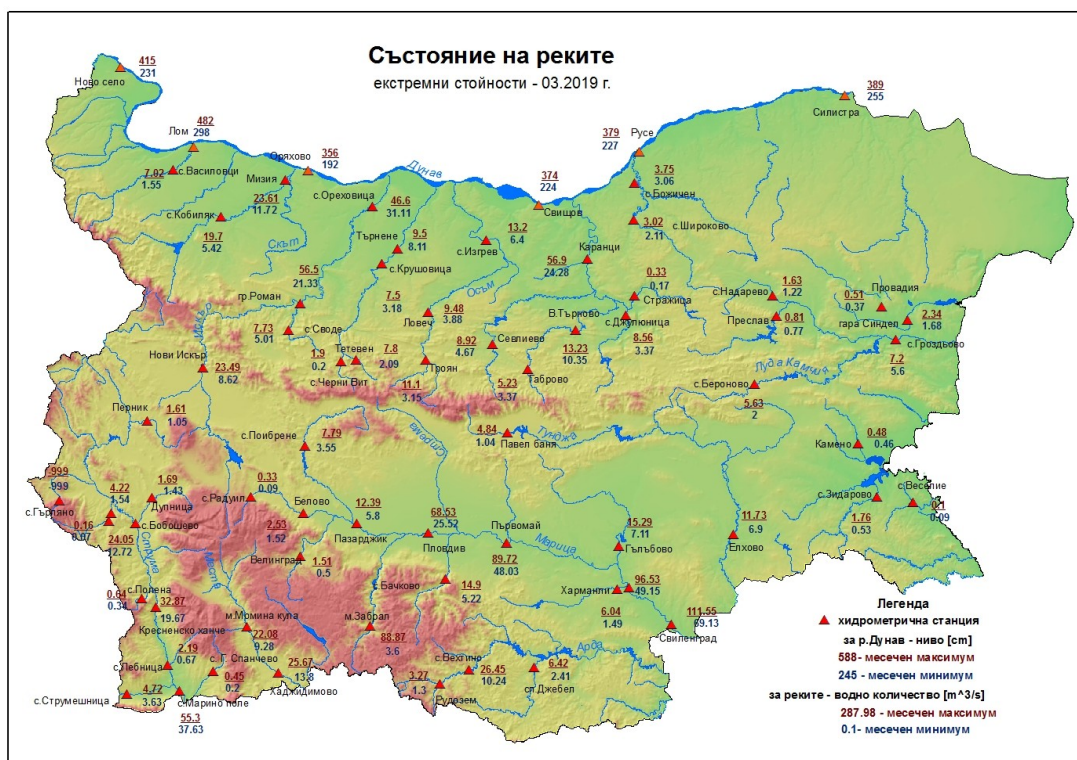 Състояние на реките
екстремни стойности - 03.2019 г.
415
231
Ново село
389
255
Силистра
482
298
Лом
379
227
Русе
356
192
Оряхово
Дунав
374
224
Свищов
7.02
1.55
с.Василовци
Мизия
23.61
11.72
с.Ореховица
46.6
31.11
3.75
3.06
с.Божичен
с.Кобиляк
19.7
5.42
Скът
Търнене
9.5
8.11
с.Крушовица
7.5
3.18
13.2
6.4
с.Изгрев
Осъм
Каранци
56.9
24.28
3.02
2.11
с.Широково
0.33
0.17
Стражица
с.Джулюница
8.56
3.37
56.5
21.33
гр.Роман
Искър
7.73
5.01
с.Своде
Ловеч
9.48
3.88
8.92
4.67
Севлиево
В.Търново
13.23
10.35
с.Надарево
1.63
1.22
Преслав
0.81
0.77
Провадия
0.51
0.37
гара Синдел
2.34
1.68
с.Гроздьово
7.2
5.6
Нови Искър
23.49
8.62
1.9
0.2
Тетевен
с.Черни Вит
7.8
2.09
Троян
11.1
3.15
5.23
3.37
Габрово
Луда Камчия
с.Бероново
5.63
2
Перник
1.61
1.05
с.Поибрене
7.79
3.55
Стряма
4.84
1.04
Павел баня
Тунджа
Камено
0.48
0.46
-999
-999
с.Гърляно
4.22
1.54
1.69
1.43
Дупница
с.Радуил
0.33
0.09
Белово
2.53
1.52
12.39
5.8
Пазарджик
68.53
25.52
Пловдив
Първомай
89.72
48.03
Марица
15.29
7.11
Гълъбово
11.73
6.9
Елхово
с.Зидарово
1.76
0.53
с.Веселие
0.1
0.09
0.16
0.07
с.Бобошево
24.05
12.72
Струма
Места
Велинград
1.51
0.5
с.Бачково
14.9
5.22
Харманли
96.53
49.15
6.04
1.49
111.55
69.13
Свиленград
с.Полена
0.64
0.34
32.87
19.67
Кресненско ханче
м.Момина кула
22.08
9.28
м.Забрал
88.87
3.6
с.Вехтино
26.45
10.24
3.27
1.3
Рудозем
6.42
2.41
сп.Джебел
Арда
2.19
0.67
с.Лебница
с. Г. Спанчево
0.45
0.2
25.67
13.8
Хаджидимово
с.Струмешница
4.72
3.63
с.Марино поле
55.3
37.63
Легенда
хидрометрична станция
за р.Дунав - ниво [cm]
588- месечен максимум
245 - месечен минимум
за реките - водно количество [m^3/s]
287.98 - месечен максимум
0.1- месечен минимум